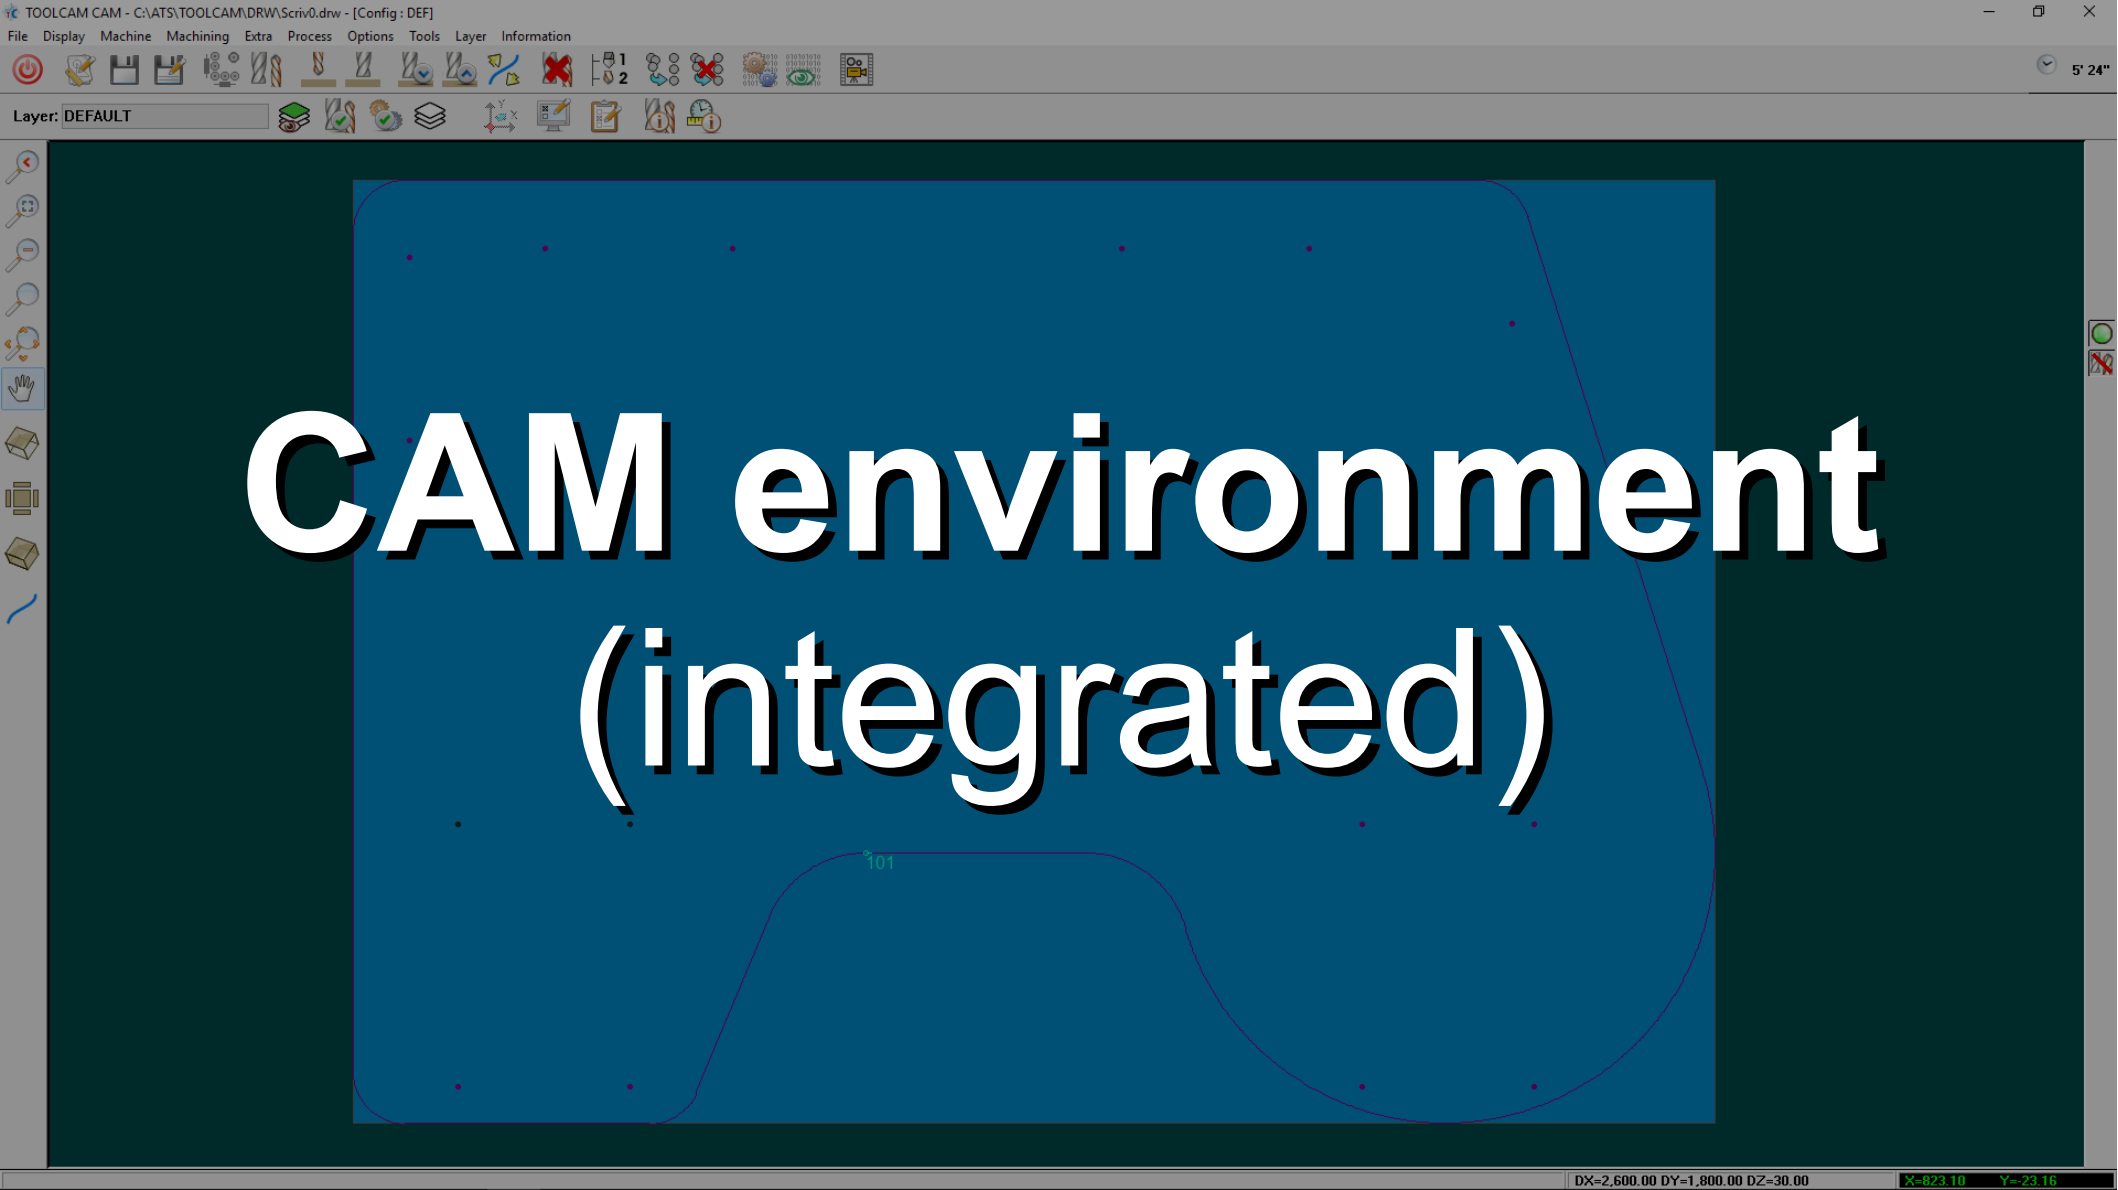 TOOLCAM CAM - C:\ATS\TOOLCAM\DRW\Scriv0.drw - [Config : DEF]
File Display Machine Machining Extra Process Options Tools Layer Information
1
2
5' 24"
Layer: DEFAULT
Y
X
CAM environment
(integrated)
101
DX=2,600.00 DY=1,800.00 DZ=30.00 X=823.10 Y=-23.16